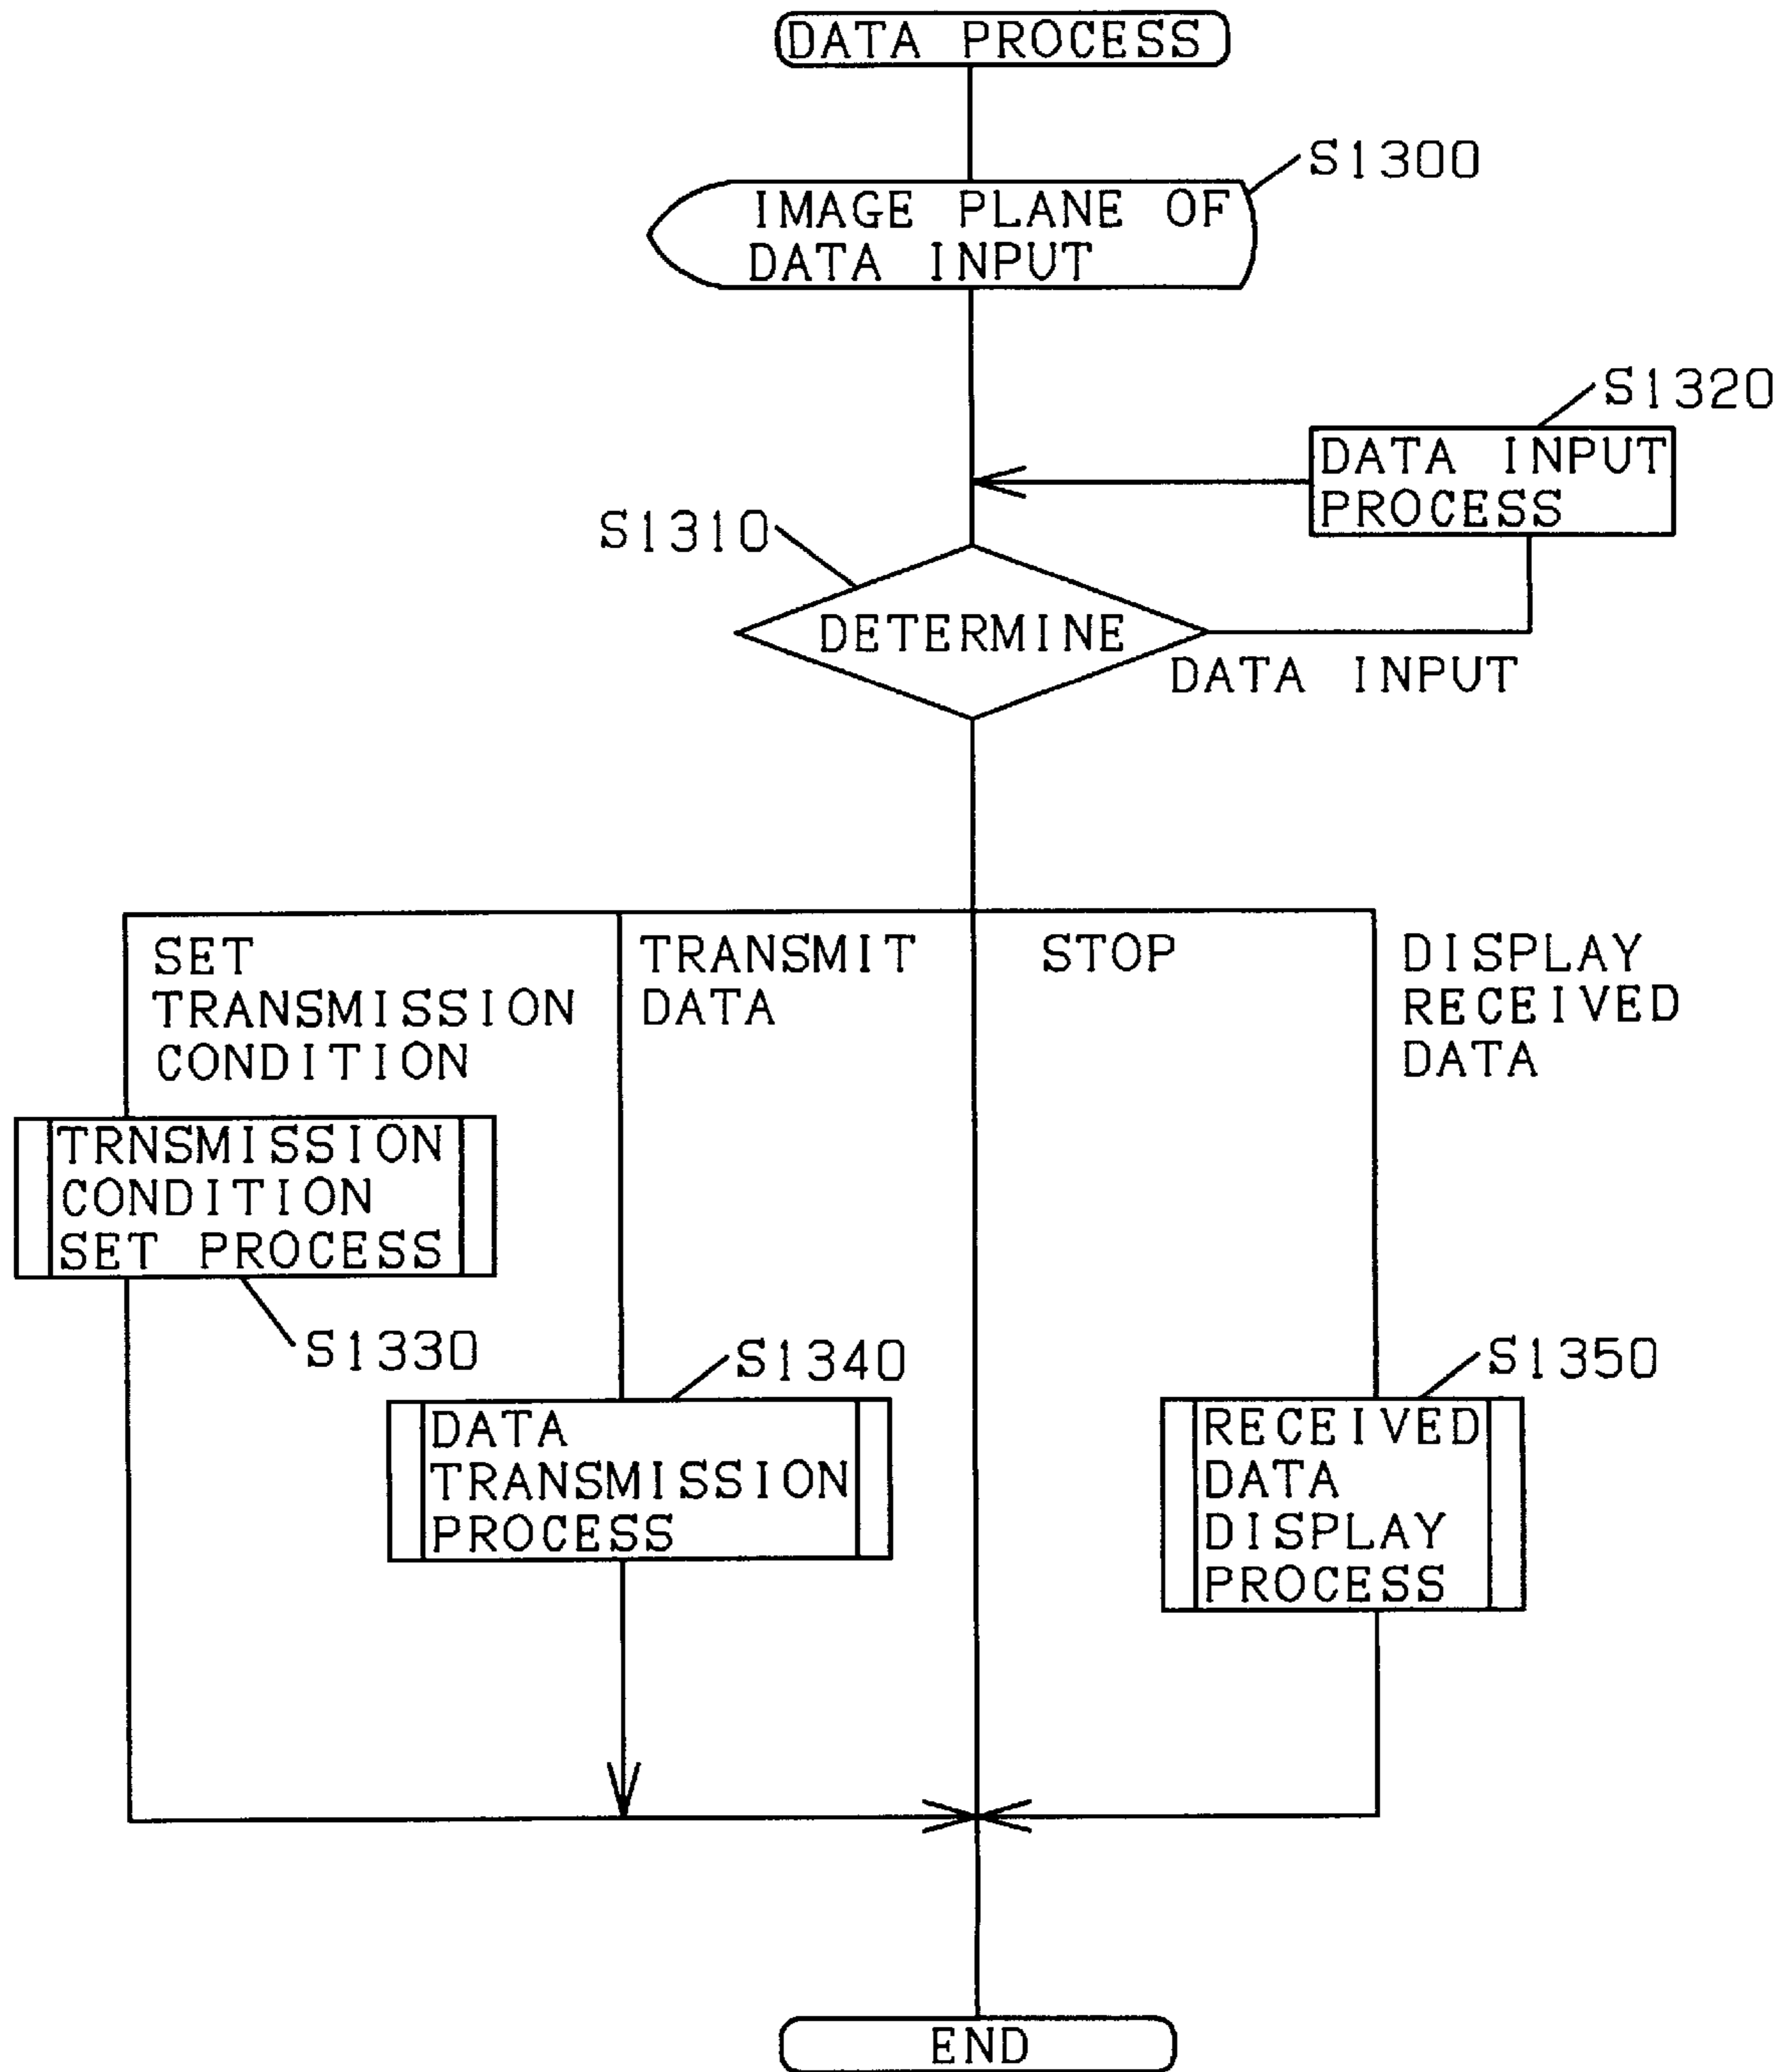 DATA PROCESS
S1300
IMAGE PLANE OF
DATA INPUT
S1320
DATA INPUT
PROCESS
S1310
DETERMINE
DATA INPUT
SET
TRANSMISSION
CONDITION
TRANSMIT
DATA
STOP
DISPLAY
RECEIVED
DATA
TRNSMISSION
CONDITION
SET PROCESS
S1330
S1340
DATA
TRANSMISSION
PROCESS
S1350
RECEIVED
DATA
DISPLAY
PROCESS
END